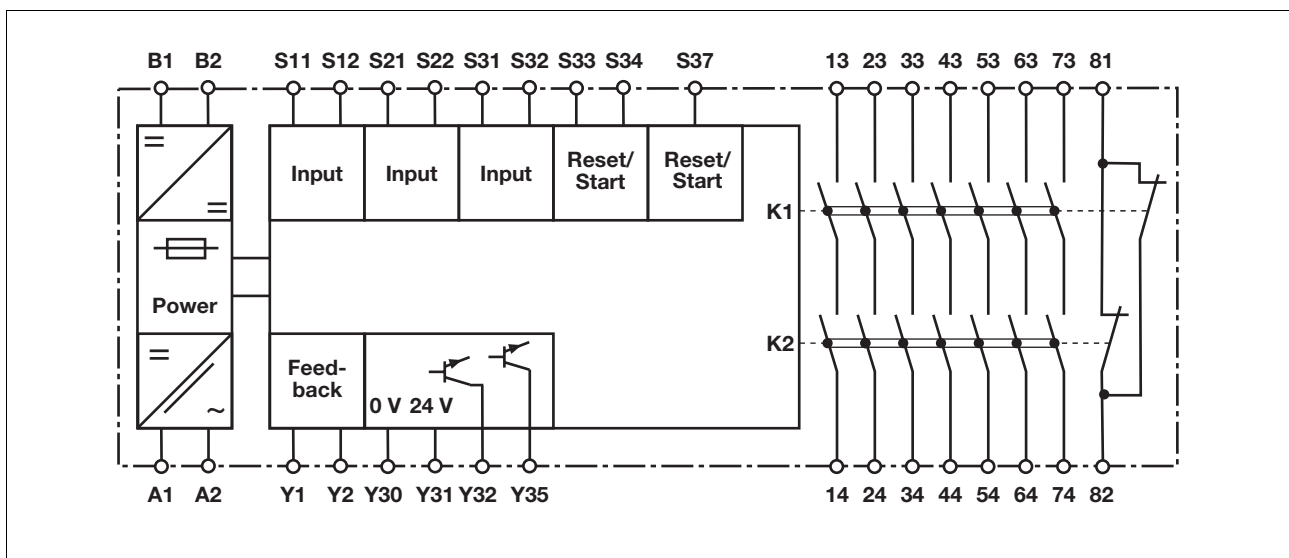 B1 B2 S11 S12 S21 S22 S31 S32 S33 S34 S37 13 23 33 43 53 63 73 81
Input Input Input Reset/ Reset/
Start Start
K1
Power
K2
Feed-
back
0 V 24 V
A1 A2 Y1 Y2 Y30 Y31 Y32 Y35 14 24 34 44 54 64 74 82